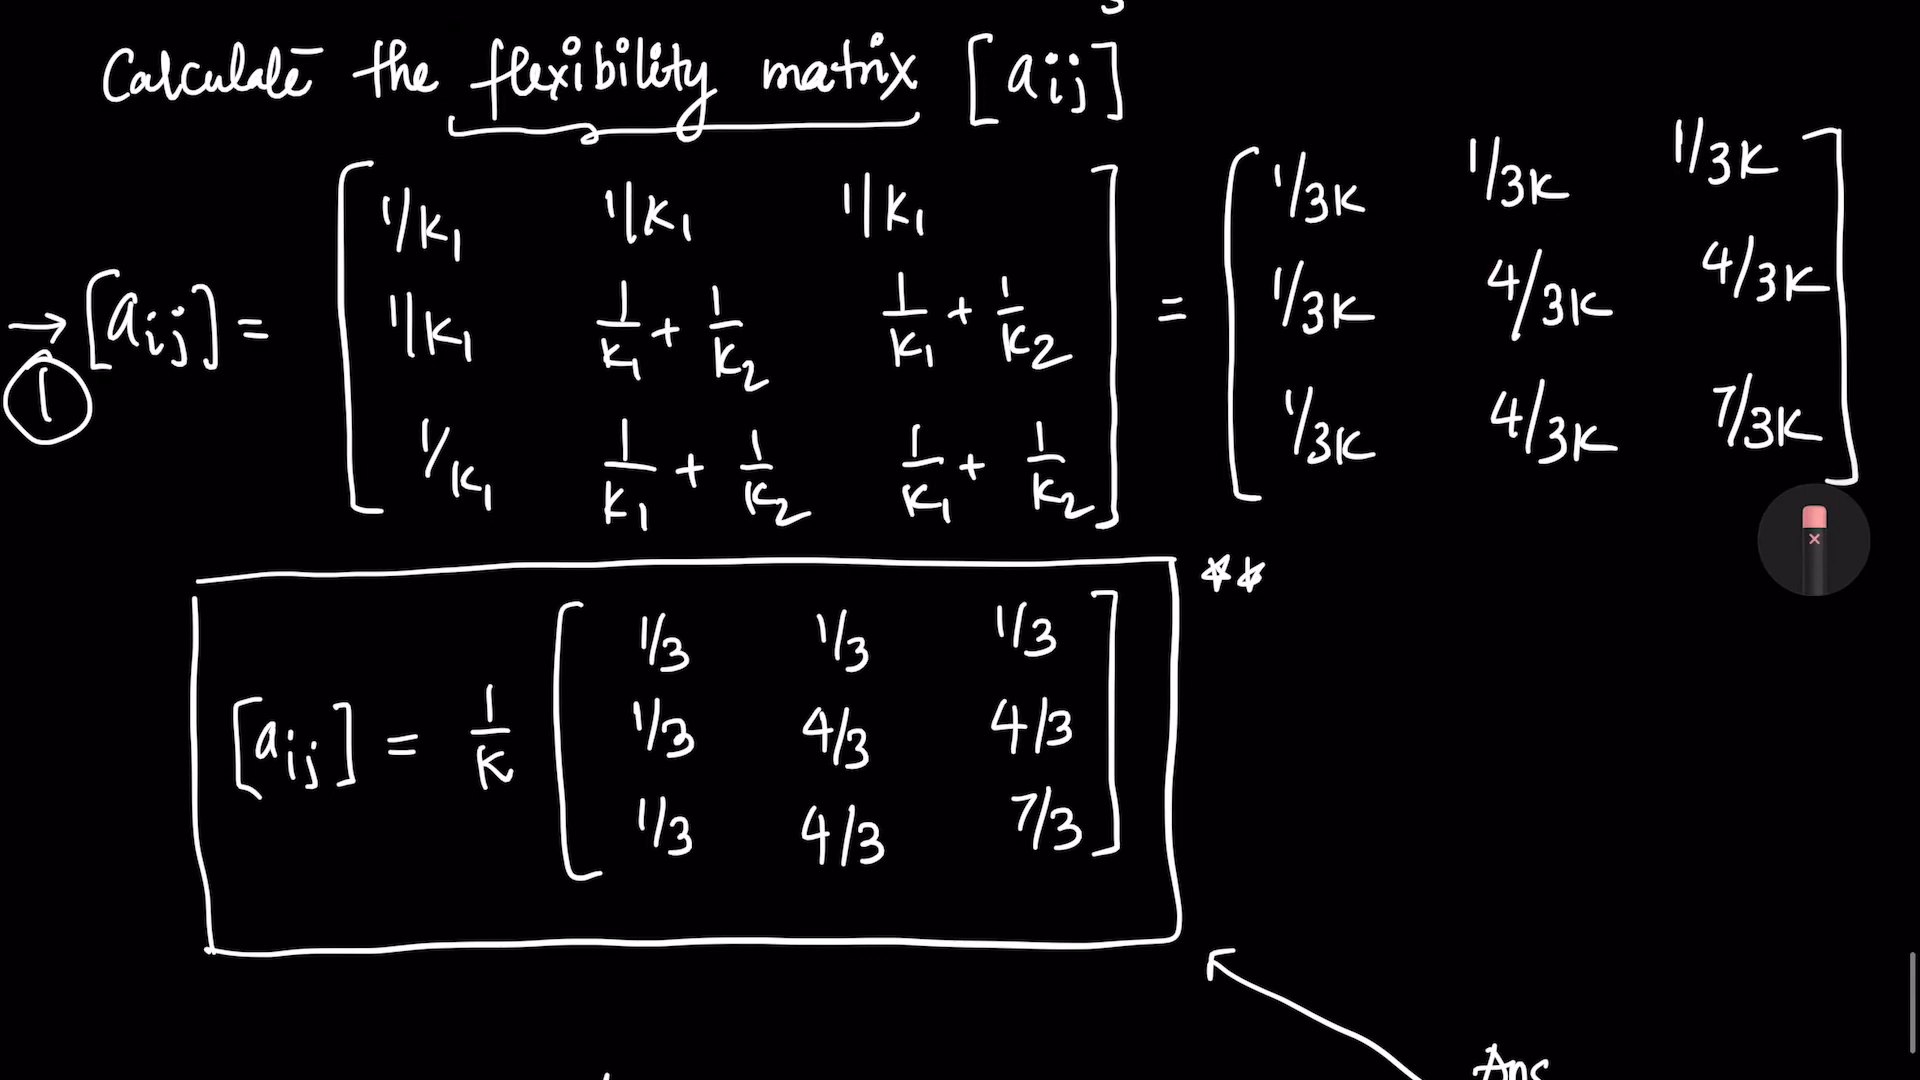 Calculate the flexibility matrix [aij]
→ ① [aij] = [ 1/K1 1/K1 1/K1 ; 1/K1 1/K1 + 1/K2 1/K1 + 1/K2 ; 1/K1 1/K1 + 1/K2 1/K1 + 1/K2 ] = [ 1/3K 1/3K 1/3K ; 1/3K 4/3K 4/3K ; 1/3K 4/3K 7/3K ]
**
[aij] = 1/K [ 1/3 1/3 1/3 ; 1/3 4/3 4/3 ; 1/3 4/3 7/3 ]
Ans